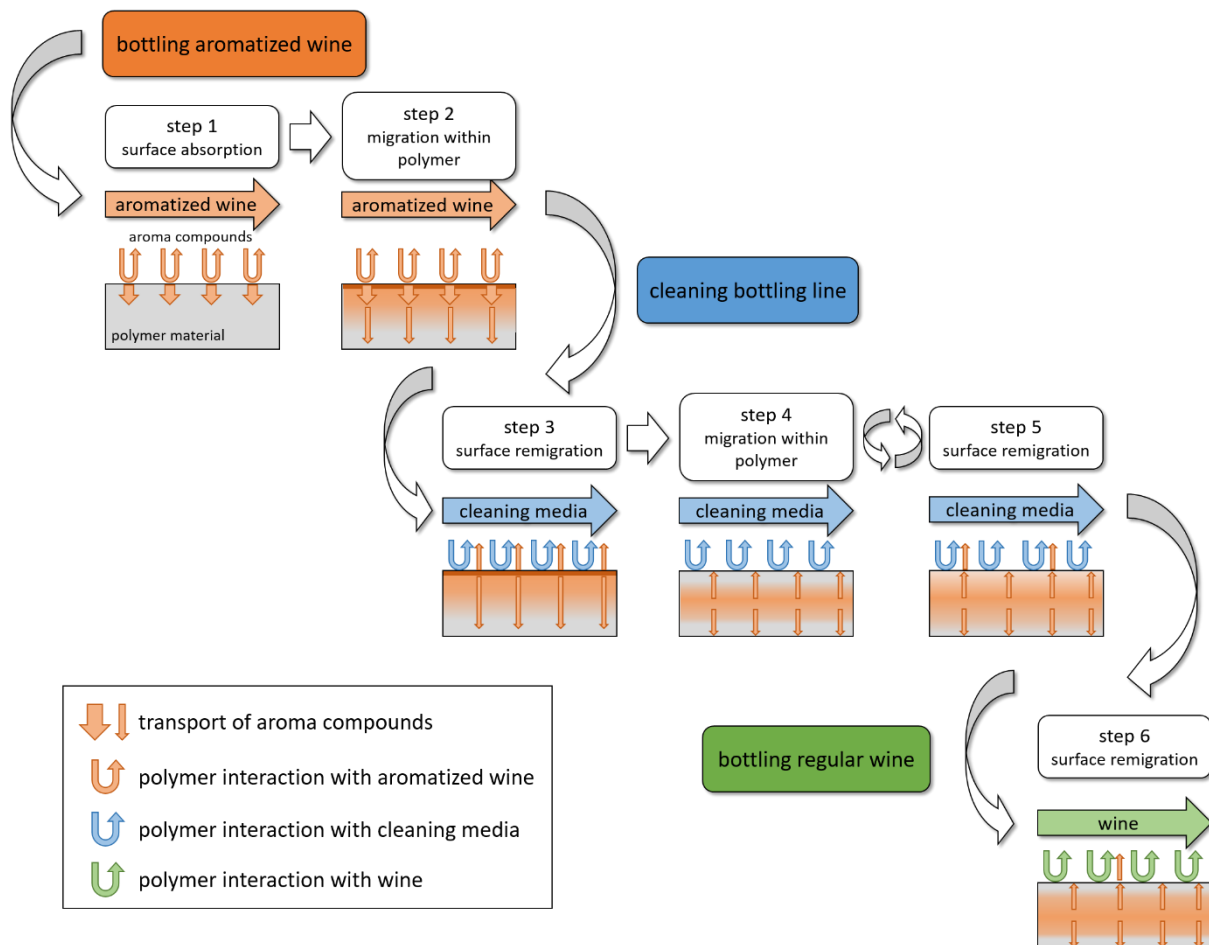 bottling aromatized wine
step 1
surface absorption
step 2
migration within
polymer
aromatized wine
aromatized wine
aroma compounds
polymer material
cleaning bottling line
step 3
surface remigration
step 4
migration within
polymer
step 5
surface remigration
cleaning media
cleaning media
cleaning media
transport of aroma compounds
polymer interaction with aromatized wine
polymer interaction with cleaning media
polymer interaction with wine
bottling regular wine
step 6
surface remigration
wine